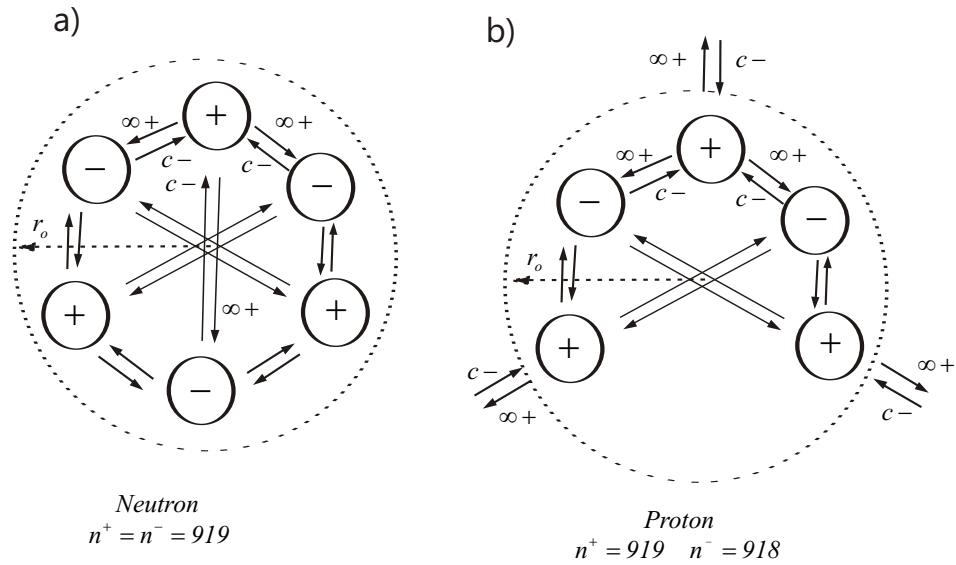 a)
+
∞+
∞+
c−
c−
−
−
c−
r_o
∞+
+
+
−
Neutron
n⁺ = n⁻ = 919
b)
∞+
c−
+
∞+
∞+
c−
c−
−
−
r_o
+
+
c−
∞+
∞+
c−
Proton
n⁺ = 919 n⁻ = 918